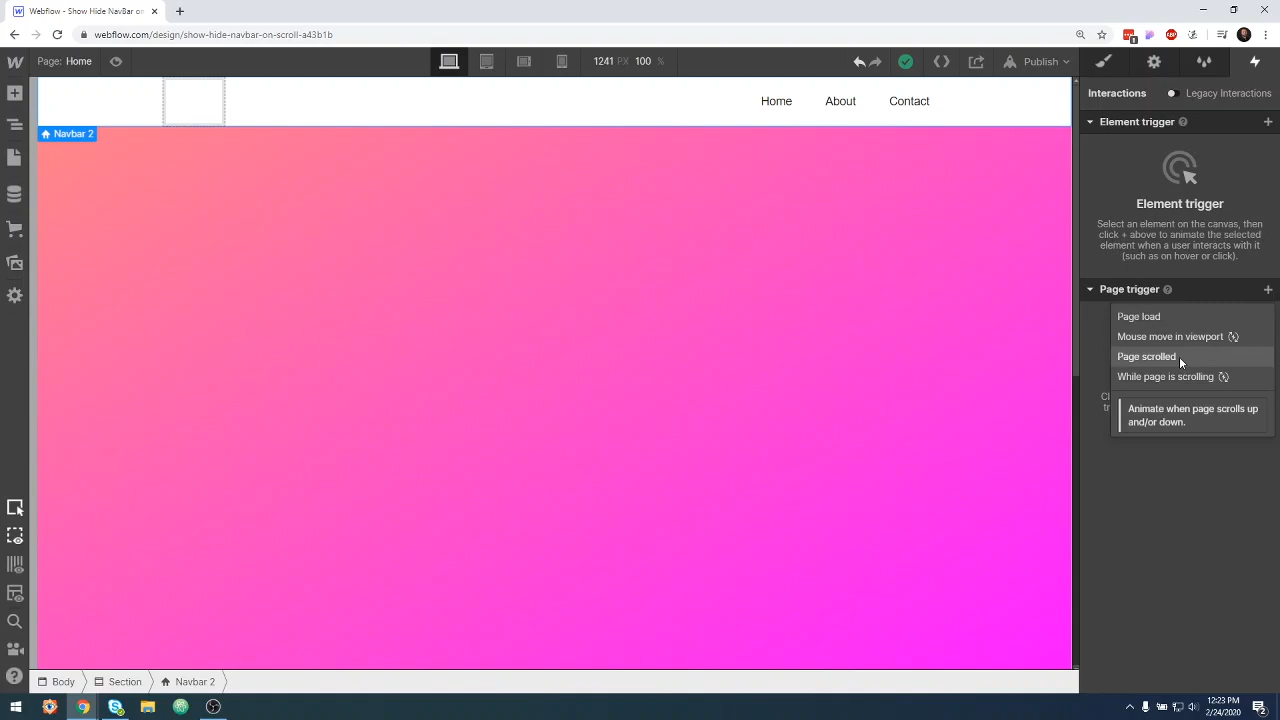 Webflow - Show Hide NavBar on
webflow.com/design/show-hide-navbar-on-scroll-a43b1b
1
Page: Home
1241 PX 100 %
Publish
Home About Contact
Navbar 2
Interactions
Legacy Interactions
Element trigger
Element trigger
Select an element on the canvas, then
click + above to animate the selected
element when a user interacts with it
(such as on hover or click).
Page trigger
Page load
Mouse move in viewport
Page scrolled
While page is scrolling
Animate when page scrolls up
and/or down.
Body
Section
Navbar 2
12:23 PM
2/24/2020